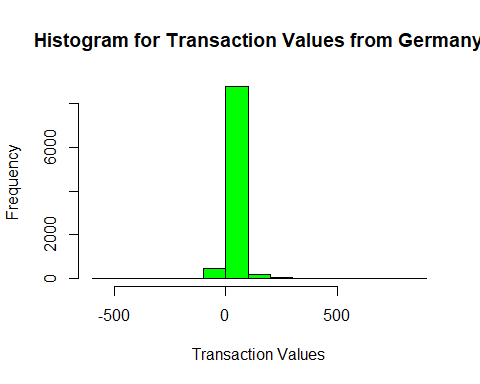 Histogram for Transaction Values from Germany
Frequency
6000
2000
0
-500
0
500
Transaction Values